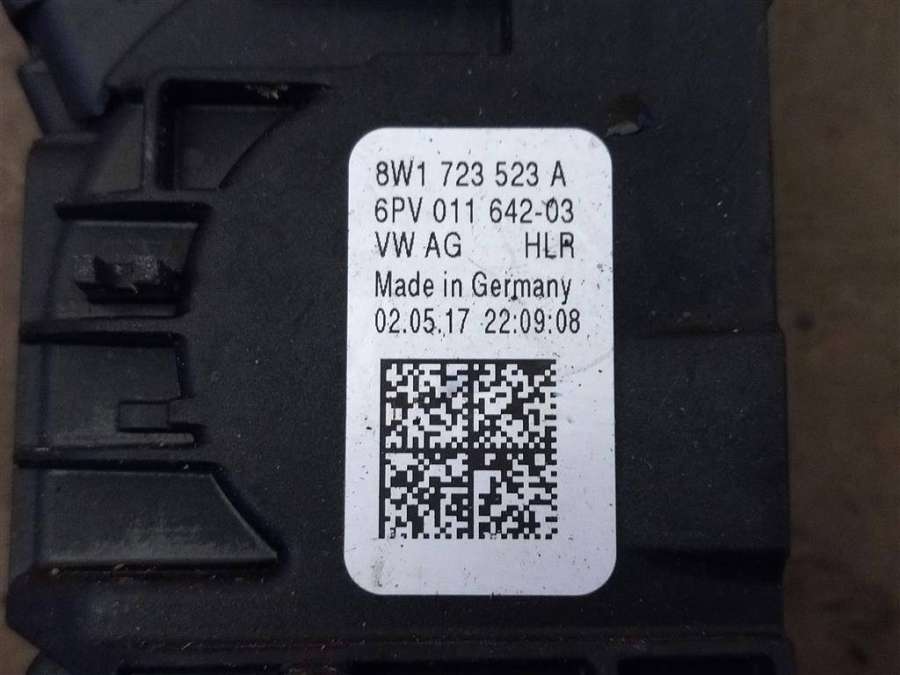 8W1 723 523 A
6PV 011 642-03
VW AG HLR
Made in Germany
02.05.17 22:09:08